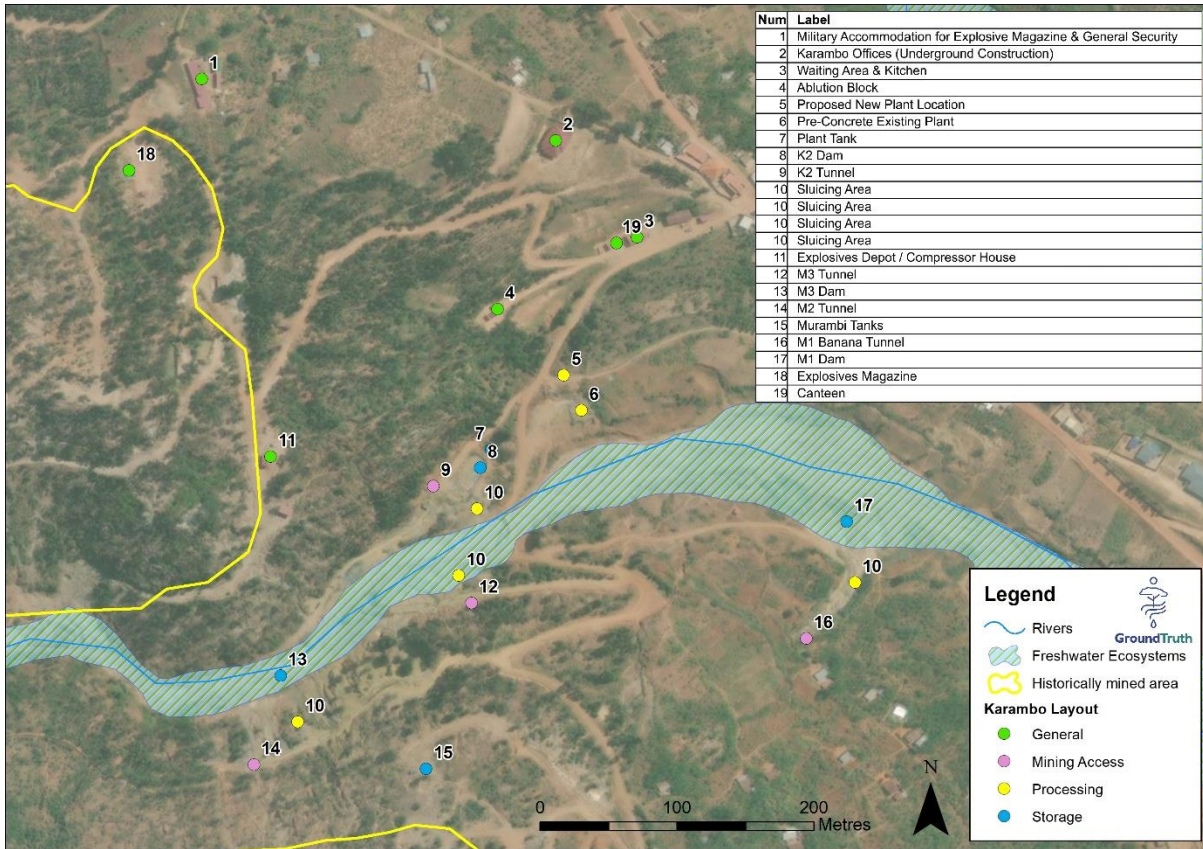 Num Label
1 Military Accommodation for Explosive Magazine & General Security
2 Karambo Offices (Underground Construction)
3 Waiting Area & Kitchen
4 Ablution Block
5 Proposed New Plant Location
6 Pre-Concrete Existing Plant
7 Plant Tank
8 K2 Dam
9 K2 Tunnel
10 Sluicing Area
10 Sluicing Area
10 Sluicing Area
10 Sluicing Area
11 Explosives Depot / Compressor House
12 M3 Tunnel
13 M3 Dam
14 M2 Tunnel
15 Murambi Tanks
16 M1 Banana Tunnel
17 M1 Dam
18 Explosives Magazine
19 Canteen
1
2
18
3
19
4
5
6
7
8
11
9
10
17
10
12
10
16
13
10
14
15
N
0 100 200
Metres
Legend
GroundTruth
Rivers
Freshwater Ecosystems
Historically mined area
Karambo Layout
General
Mining Access
Processing
Storage